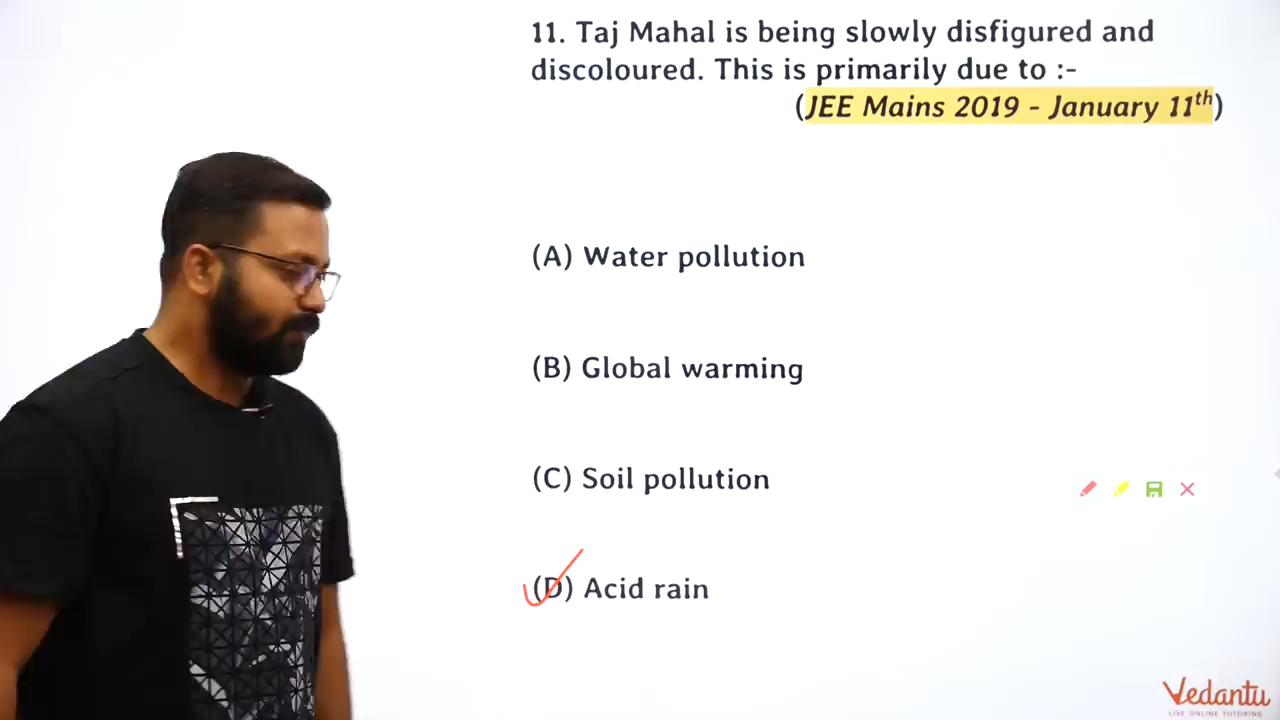 11. Taj Mahal is being slowly disfigured and
discoloured. This is primarily due to :-
(JEE Mains 2019 - January 11th)
(A) Water pollution
(B) Global warming
(C) Soil pollution
(D) Acid rain
Vedantu
LIVE ONLINE TUTORING